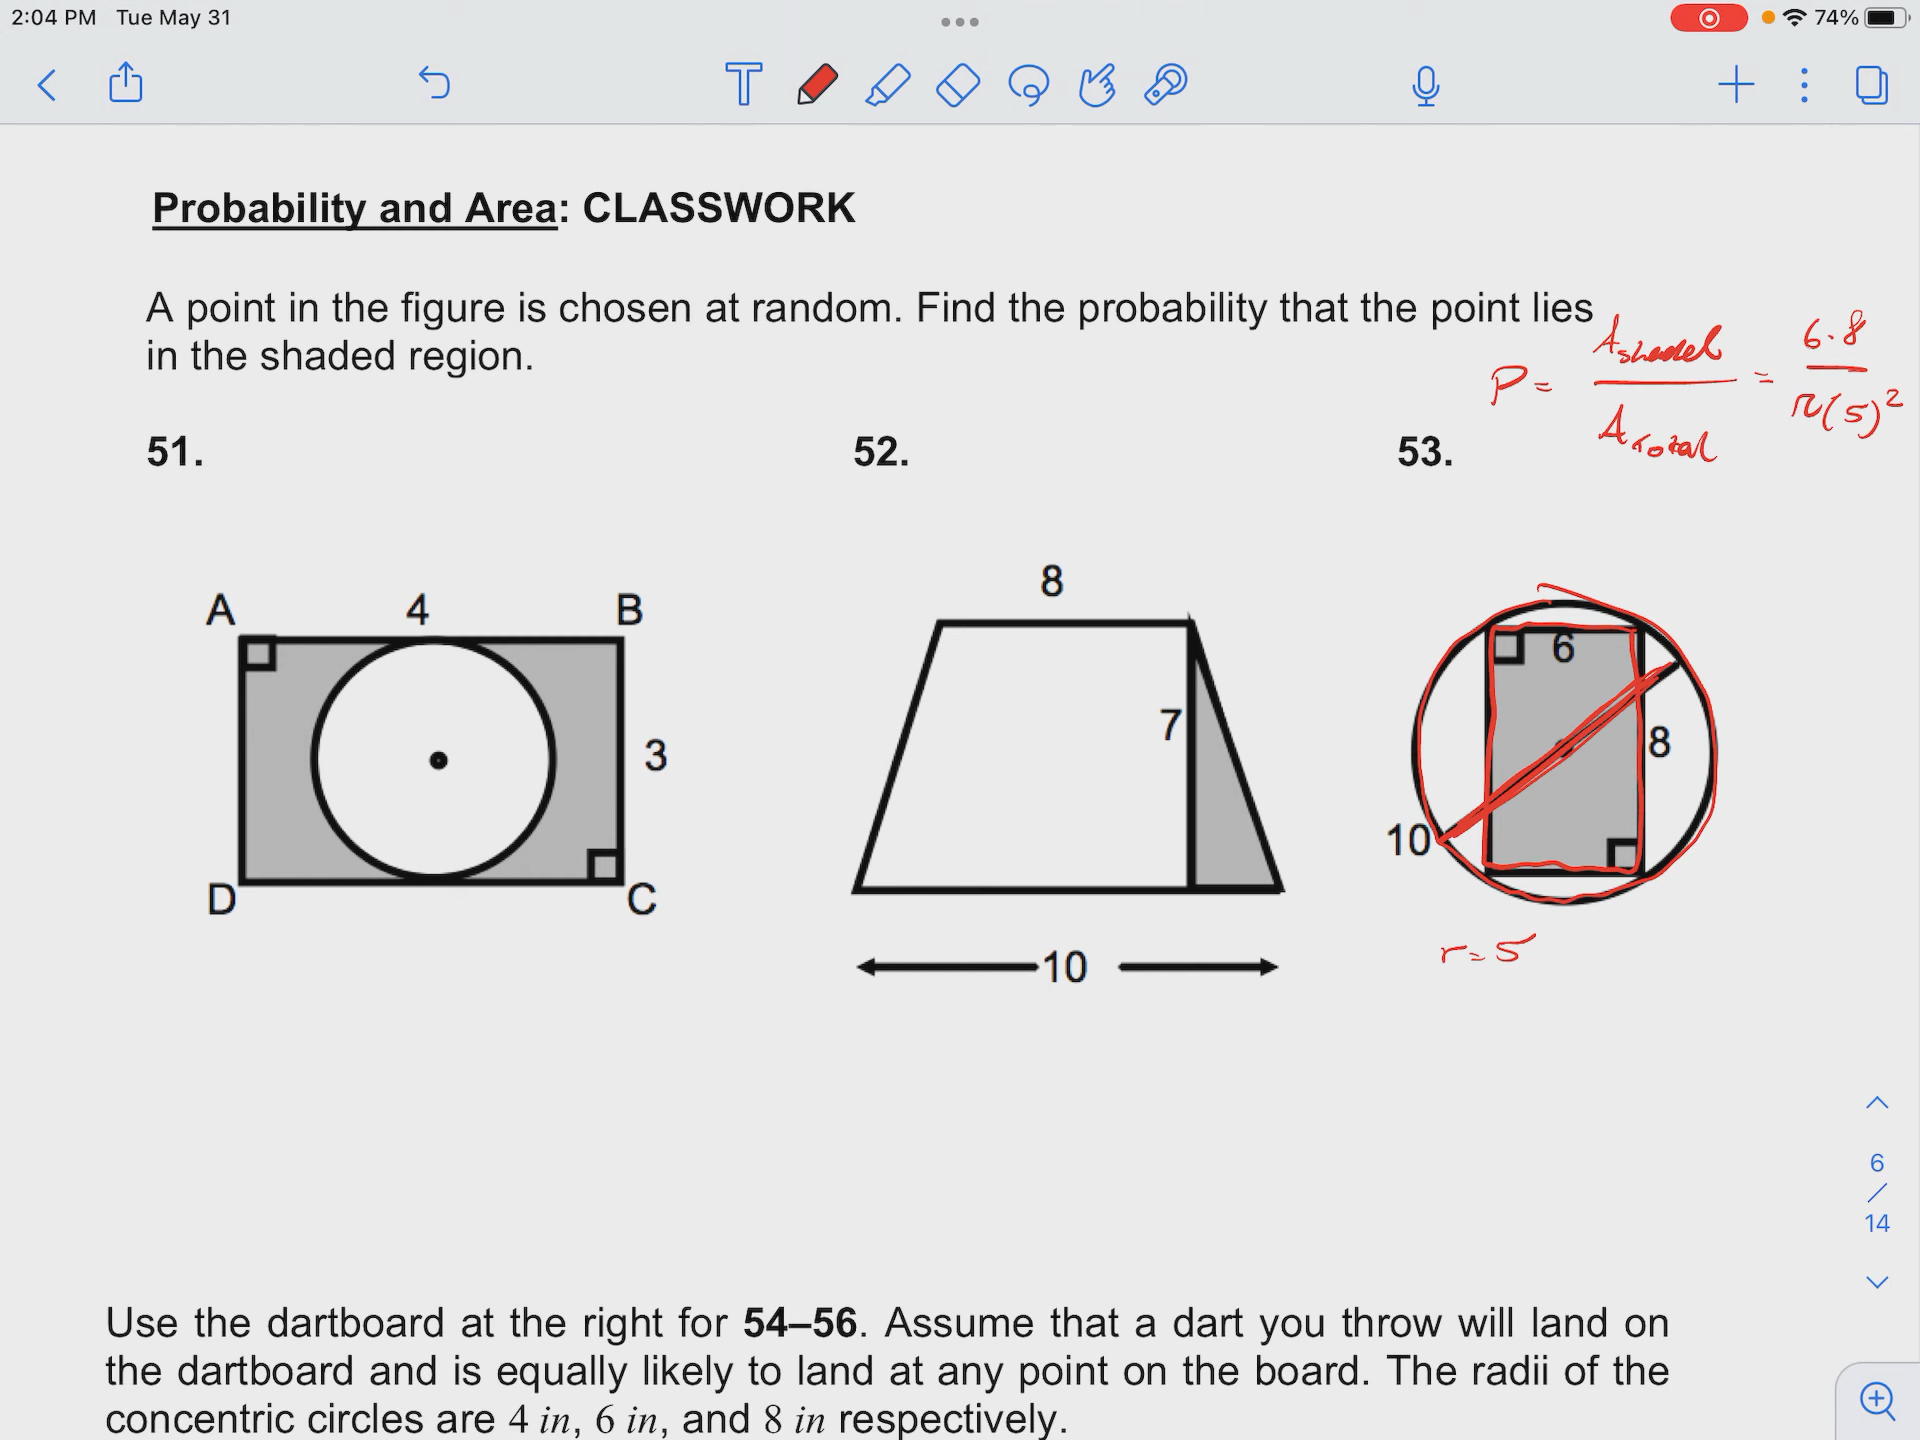 2:04 PM Tue May 31
74%
Probability and Area: CLASSWORK
A point in the figure is chosen at random. Find the probability that the point lies
in the shaded region.
P = A shaded / A total = 6·8 / π(5)²
51.
52.
53.
A 4 B
3
D C
8
7
10
6
8
10
r = 5
6
/
14
Use the dartboard at the right for 54–56. Assume that a dart you throw will land on
the dartboard and is equally likely to land at any point on the board. The radii of the
concentric circles are 4 in, 6 in, and 8 in respectively.